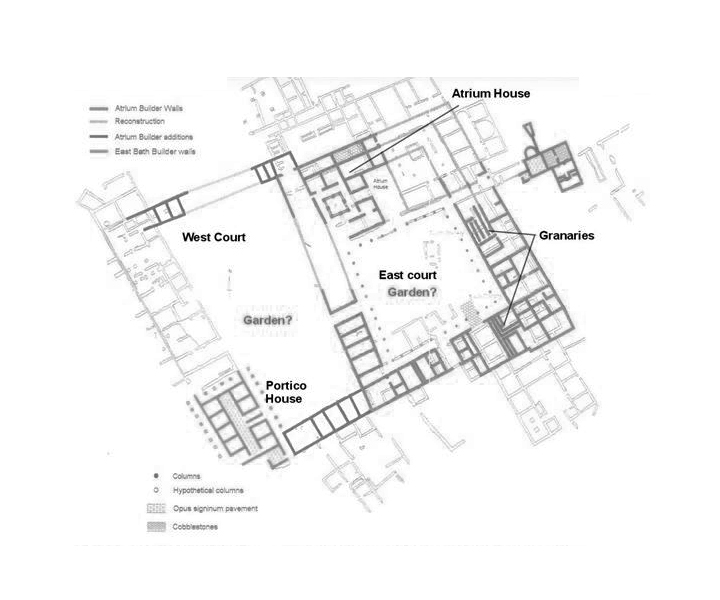 Atrium House
Atrium Builder Walls
Reconstruction
Atrium Builder additions
East Bath Builder walls
Atrium
House
West Court
Granaries
East court
Garden?
Garden?
Portico
House
Columns
Hypothetical columns
Opus signinum pavement
Cobblestones